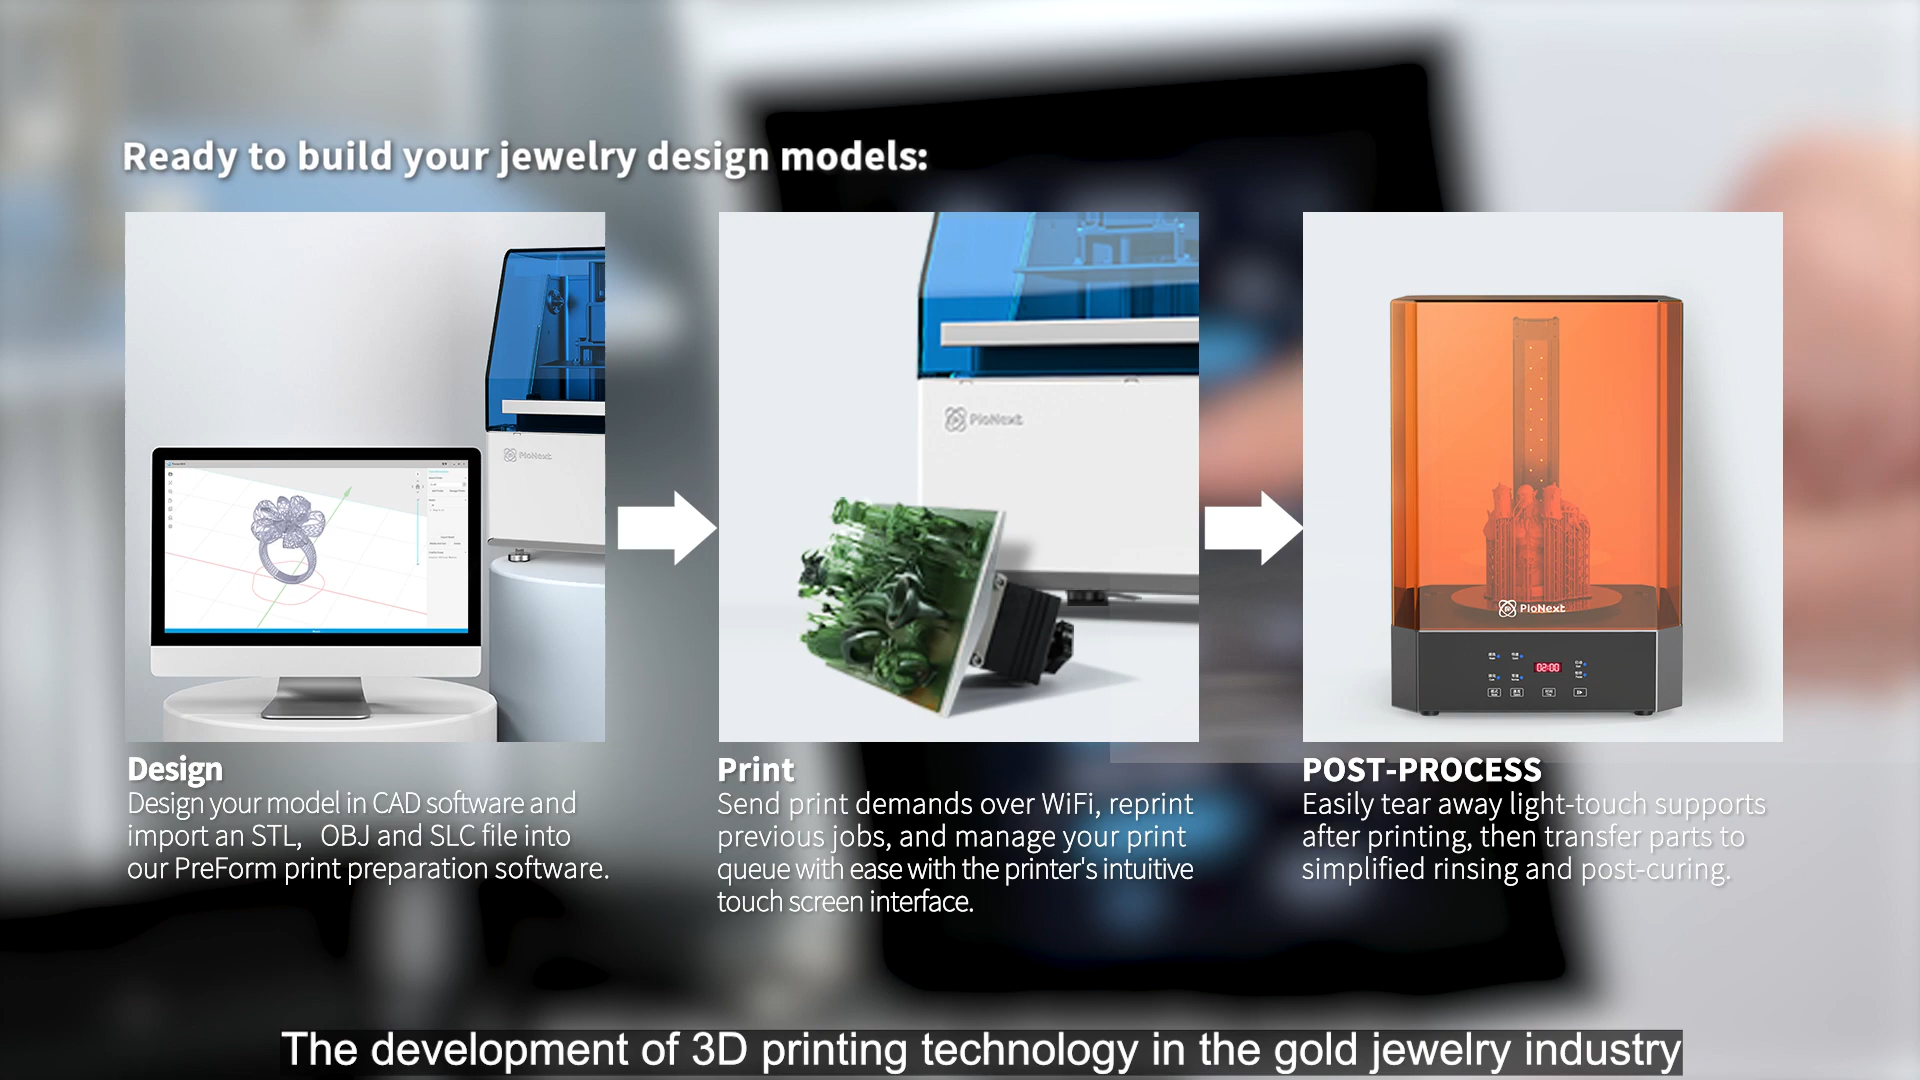 Ready to build your jewelry design models:
PioNext
PioNext
PioNext
02:00
Design
Design your model in CAD software and
import an STL, OBJ and SLC file into
our PreForm print preparation software.
Print
Send print demands over WiFi, reprint
previous jobs, and manage your print
queue with ease with the printer's intuitive
touch screen interface.
POST-PROCESS
Easily tear away light-touch supports
after printing, then transfer parts to
simplified rinsing and post-curing.
The development of 3D printing technology in the gold jewelry industry